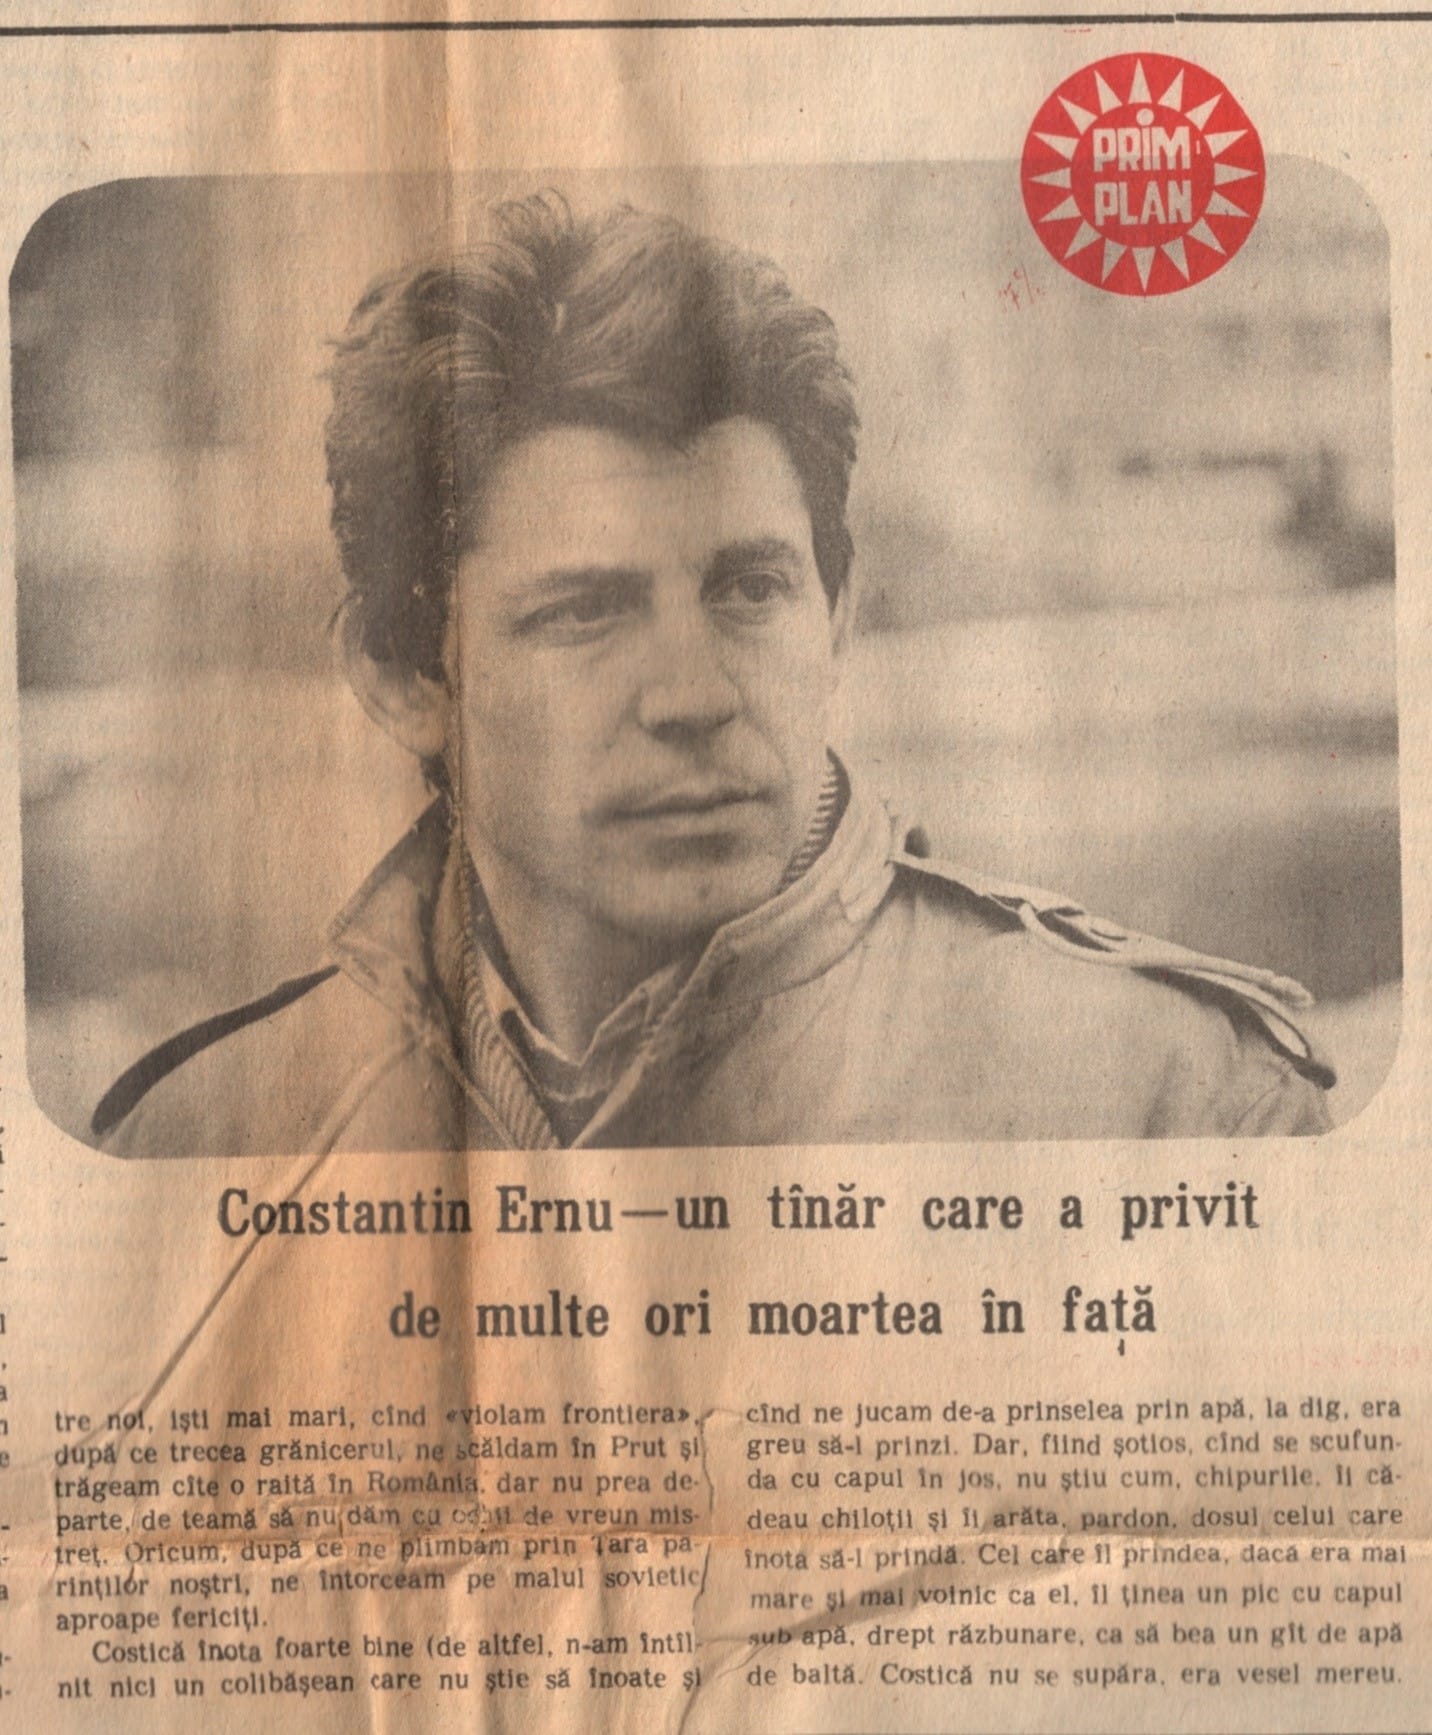 PRIM
PLAN
Constantin Ernu — un tînăr care a privit
de multe ori moartea în față
tre noi, iști mai mari, cînd «violam frontiera»,
după ce trecea grănicerul, ne scăldam în Prut și
trăgeam cîte o raită în România, dar nu prea de-
parte, de teamă să nu dăm cu ochii de vreun mis-
treț. Oricum, după ce ne plimbam prin Țara pă-
rinților noștri, ne întorceam pe malul sovietic
aproape fericiți.
Costică înota foarte bine (de altfel, n-am întîl-
nit nici un colibășean care nu știe să înoate și
cînd ne jucam de-a prinselea prin apă, la dig, era
greu să-l prinzi. Dar, fiind șotios, cînd se scufun-
da cu capul în jos, nu știu cum, chipurile, îi că-
deau chiloții și îi arăta, pardon, dosul celui care
înota să-l prindă. Cel care îl prindea, dacă era mai
mare și mai voinic ca el, îl ținea un pic cu capul
sub apă, drept răzbunare, ca să bea un gît de apă
de baltă. Costică nu se supăra, era vesel mereu.